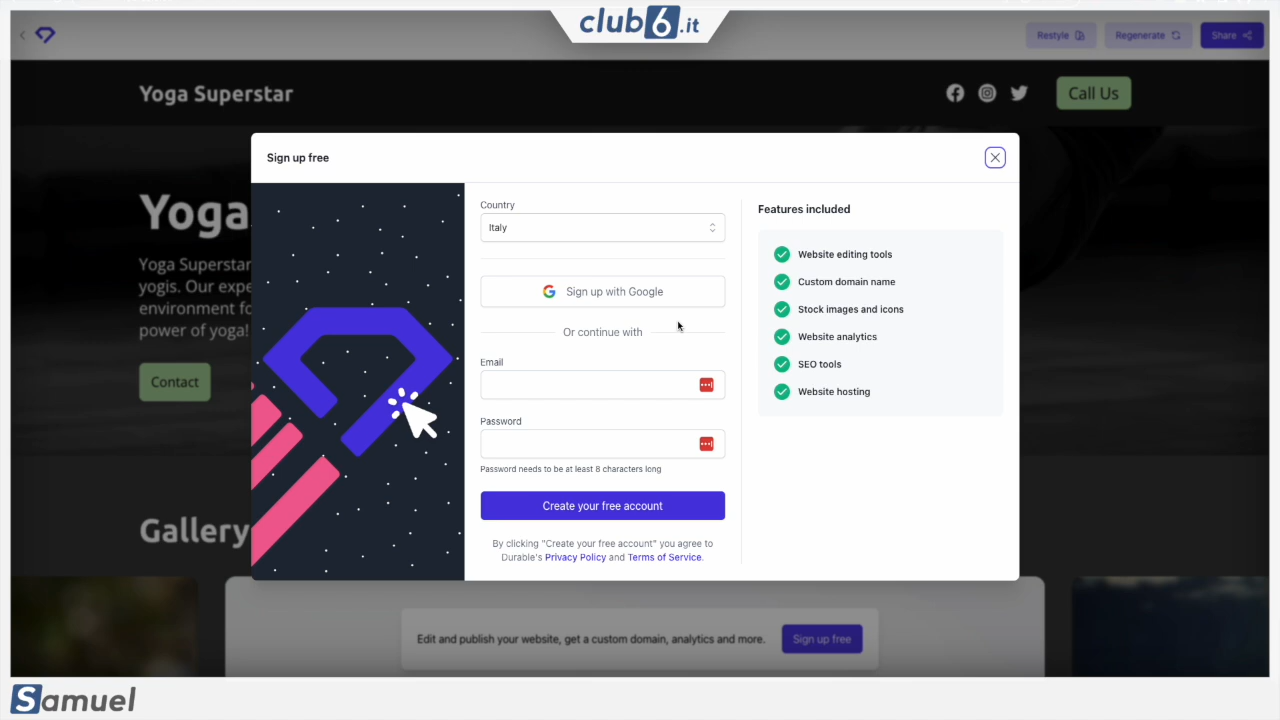 club6.it
Restyle
Regenerate
Share
Yoga Superstar
Call Us
Sign up free
Yoga
Yoga Superstar
yogis. Our expe
environment fo
power of yoga!
Contact
Country
Italy
Sign up with Google
Or continue with
Email
Password
Password needs to be at least 8 characters long
Create your free account
By clicking "Create your free account" you agree to
Durable's Privacy Policy and Terms of Service.
Features included
Website editing tools
Custom domain name
Stock images and icons
Website analytics
SEO tools
Website hosting
Gallery
Edit and publish your website, get a custom domain, analytics and more.
Sign up free
Samuel